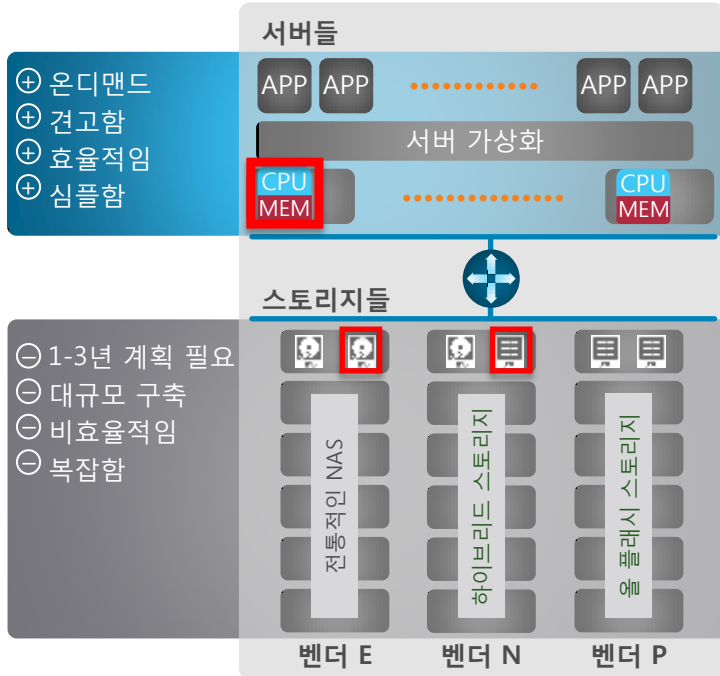 서버들
⊕ 온디맨드
⊕ 견고함
⊕ 효율적임
⊕ 심플함
APP APP APP APP
서버 가상화
CPU
MEM
CPU
MEM
스토리지들
⊖ 1-3년 계획 필요
⊖ 대규모 구축
⊖ 비효율적임
⊖ 복잡함
전통적인 NAS
하이브리드 스토리지
올 플래시 스토리지
벤더 E
벤더 N
벤더 P